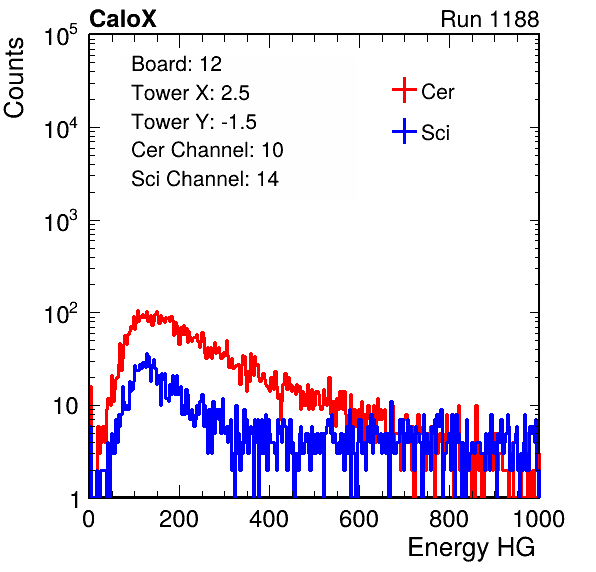 CaloX Run 1188
Counts
10^5
10^4
10^3
10^2
10
1
Board: 12
Tower X: 2.5
Tower Y: -1.5
Cer Channel: 10
Sci Channel: 14
Cer
Sci
0 200 400 600 800 1000
Energy HG